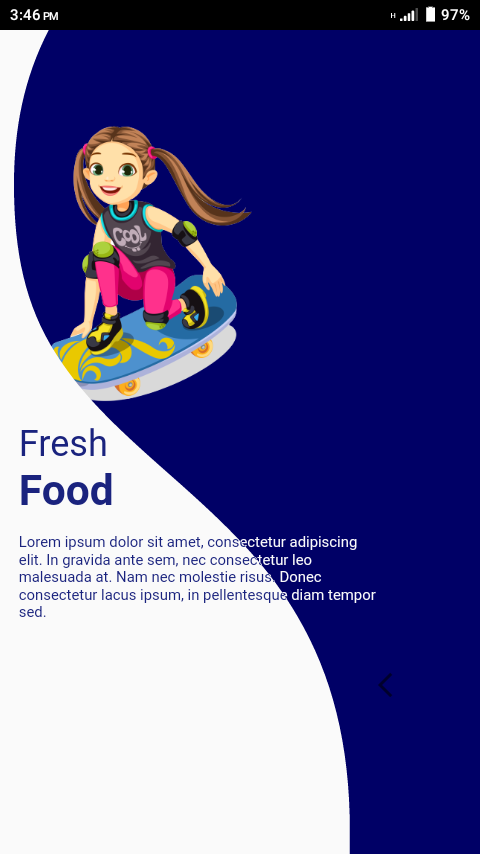 3:46 PM
H
97%
COOL
Fresh
Food
Lorem ipsum dolor sit amet, consectetur adipiscing
elit. In gravida ante sem, nec consectetur leo
malesuada at. Nam nec molestie risus. Donec
consectetur lacus ipsum, in pellentesque diam tempor
sed.